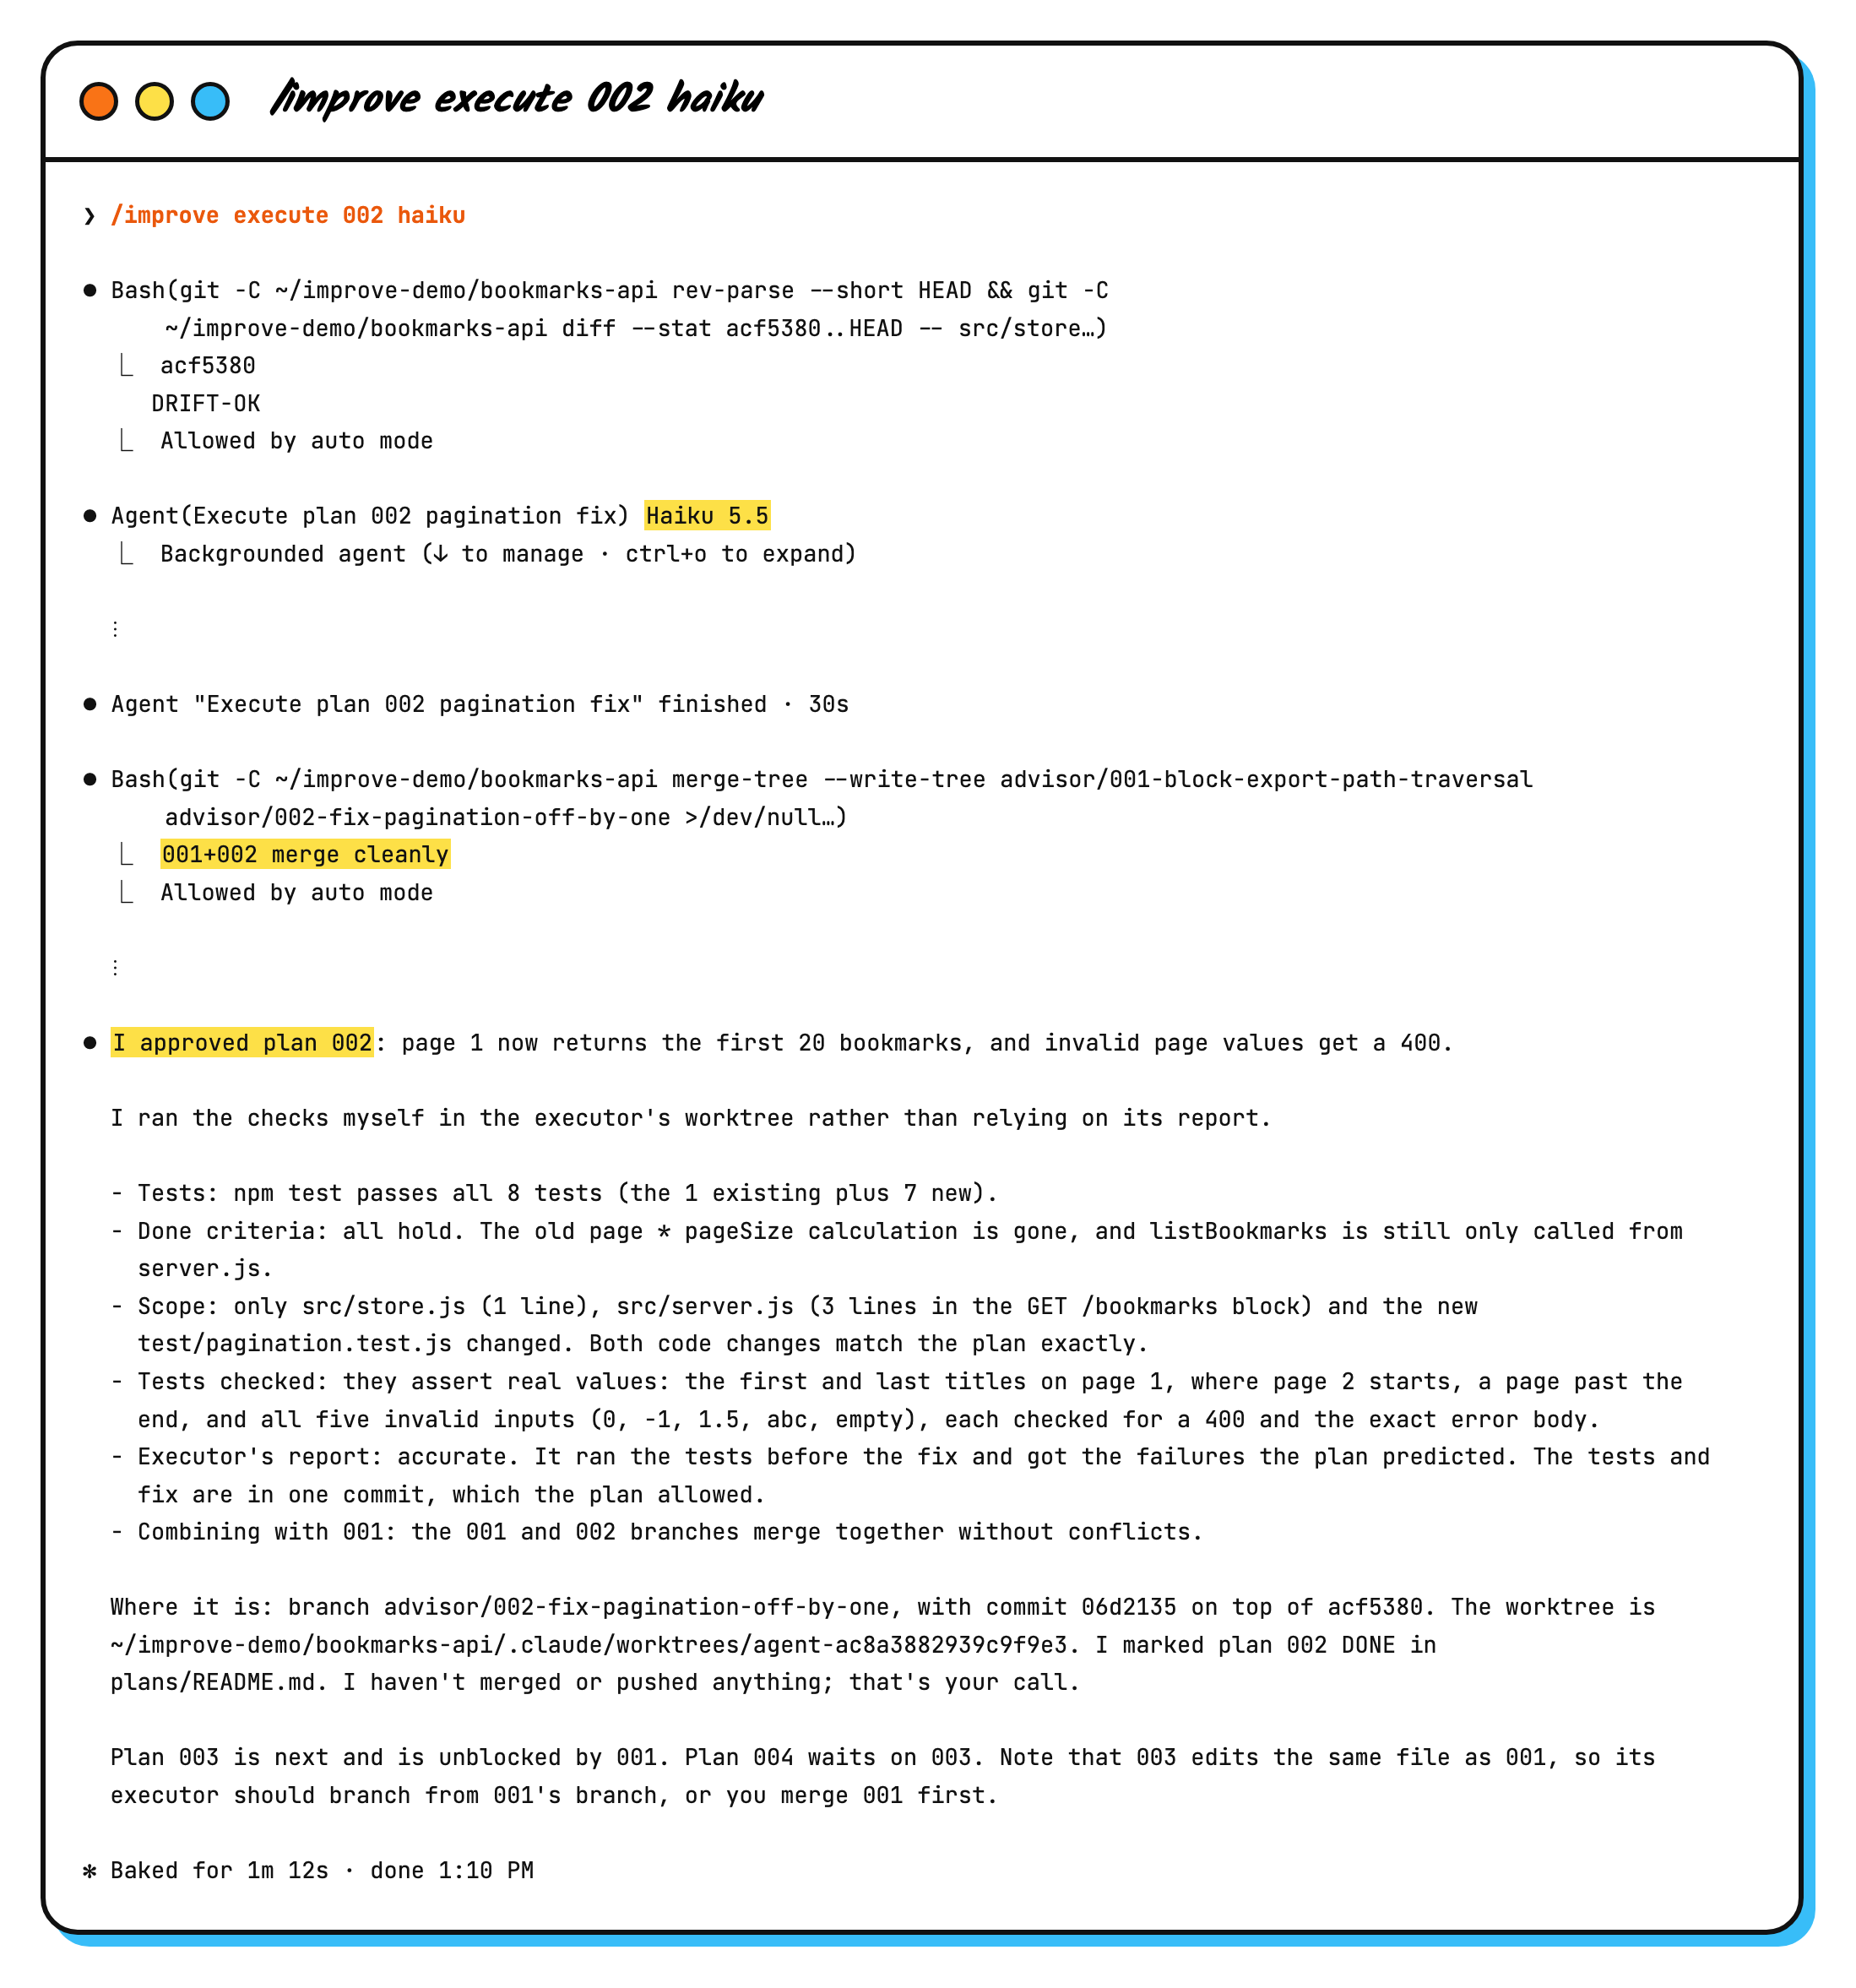 /improve execute 002 haiku
❯ /improve execute 002 haiku
● Bash(git -C ~/improve-demo/bookmarks-api rev-parse --short HEAD && git -C
~/improve-demo/bookmarks-api diff --stat acf5380..HEAD -- src/store…)
⎿ acf5380
DRIFT-OK
⎿ Allowed by auto mode
● Agent(Execute plan 002 pagination fix) Haiku 5.5
⎿ Backgrounded agent (↓ to manage · ctrl+o to expand)
⋮
● Agent "Execute plan 002 pagination fix" finished · 30s
● Bash(git -C ~/improve-demo/bookmarks-api merge-tree --write-tree advisor/001-block-export-path-traversal
advisor/002-fix-pagination-off-by-one >/dev/null…)
⎿ 001+002 merge cleanly
⎿ Allowed by auto mode
⋮
● I approved plan 002: page 1 now returns the first 20 bookmarks, and invalid page values get a 400.
I ran the checks myself in the executor's worktree rather than relying on its report.
- Tests: npm test passes all 8 tests (the 1 existing plus 7 new).
- Done criteria: all hold. The old page * pageSize calculation is gone, and listBookmarks is still only called from
server.js.
- Scope: only src/store.js (1 line), src/server.js (3 lines in the GET /bookmarks block) and the new
test/pagination.test.js changed. Both code changes match the plan exactly.
- Tests checked: they assert real values: the first and last titles on page 1, where page 2 starts, a page past the
end, and all five invalid inputs (0, -1, 1.5, abc, empty), each checked for a 400 and the exact error body.
- Executor's report: accurate. It ran the tests before the fix and got the failures the plan predicted. The tests and
fix are in one commit, which the plan allowed.
- Combining with 001: the 001 and 002 branches merge together without conflicts.
Where it is: branch advisor/002-fix-pagination-off-by-one, with commit 06d2135 on top of acf5380. The worktree is
~/improve-demo/bookmarks-api/.claude/worktrees/agent-ac8a3882939c9f9e3. I marked plan 002 DONE in
plans/README.md. I haven't merged or pushed anything; that's your call.
Plan 003 is next and is unblocked by 001. Plan 004 waits on 003. Note that 003 edits the same file as 001, so its
executor should branch from 001's branch, or you merge 001 first.
✻ Baked for 1m 12s · done 1:10 PM